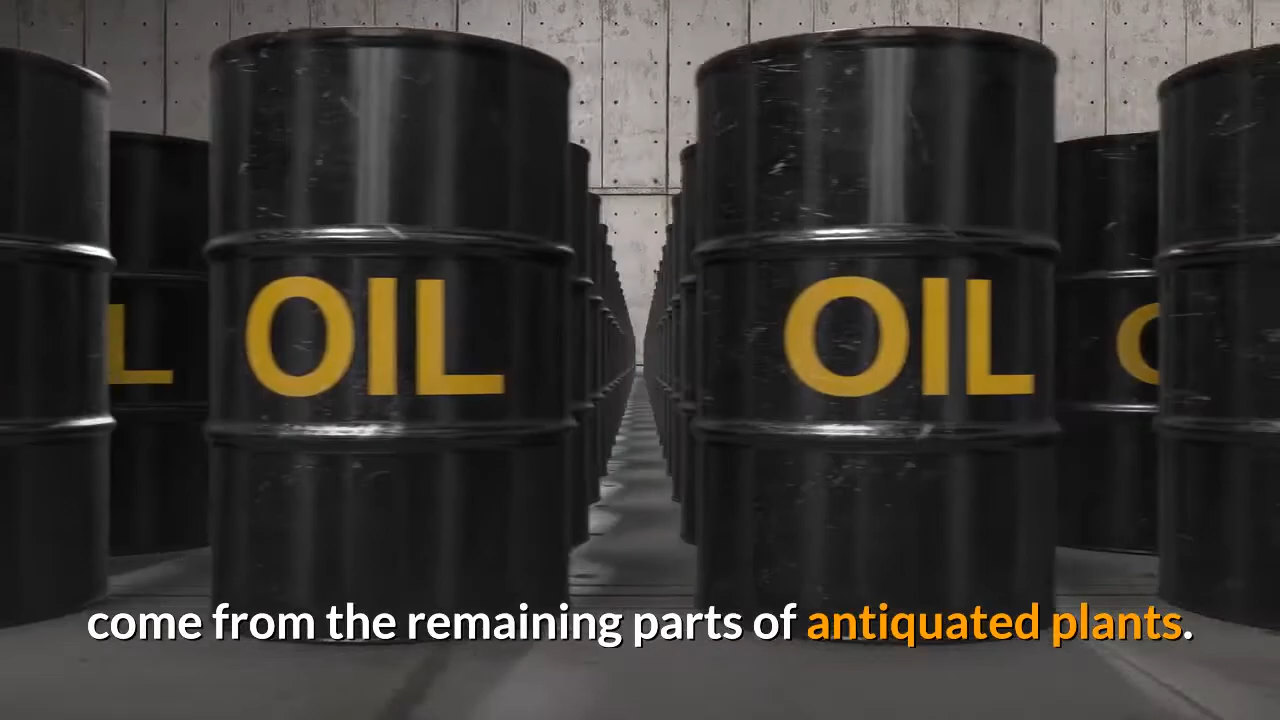 L OIL OIL
come from the remaining parts of antiquated plants.